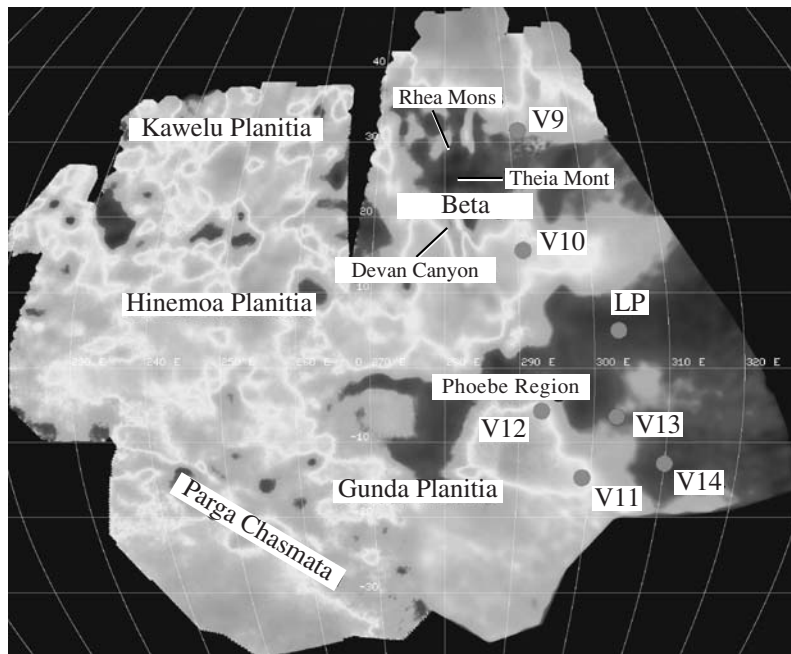 40
Rhea Mons
V9
Kawelu Planitia
30
Theia Mont
Beta
20
V10
Devan Canyon
10
Hinemoa Planitia
LP
240 E
250 E
260 E
0
270 E
280 E
290 E
300 E
310 E
320 E
Phoebe Region
V12
V13
-10
Gunda Planitia
V11
V14
Parga Chasmata
-30